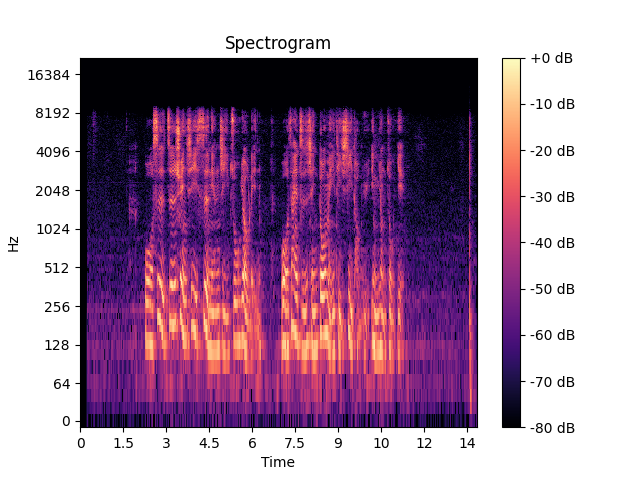 Spectrogram
Hz
16384
8192
4096
2048
1024
512
256
128
64
0
0 1.5 3 4.5 6 7.5 9 10 12 14
Time
+0 dB
-10 dB
-20 dB
-30 dB
-40 dB
-50 dB
-60 dB
-70 dB
-80 dB